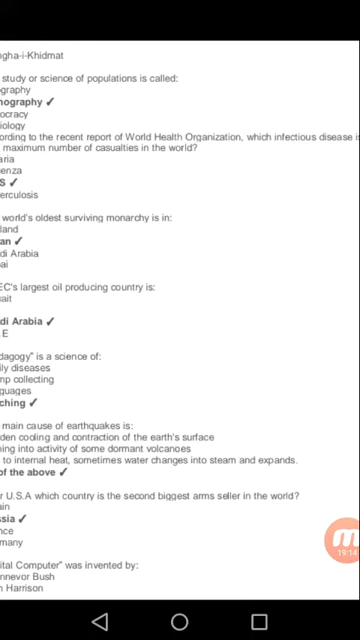 ngha-i-Khidmat
study or science of populations is called:
ography
nography ✓
ocracy
iology
ording to the recent report of World Health Organization, which infectious disease is
maximum number of casualties in the world?
aria
enza
S ✓
erculosis
world's oldest surviving monarchy is in:
land
an ✓
di Arabia
ai
EC's largest oil producing country is:
ait
di Arabia ✓
.E
dagogy" is a science of:
ily diseases
mp collecting
guages
ching ✓
main cause of earthquakes is:
den cooling and contraction of the earth's surface
ning into activity of some dormant volcanoes
to internal heat, sometimes water changes into steam and expands.
of the above ✓
r U.S.A which country is the second biggest arms seller in the world?
ain
ssia ✓
nce
many
ital Computer" was invented by:
nnevor Bush
n Harrison
19:14